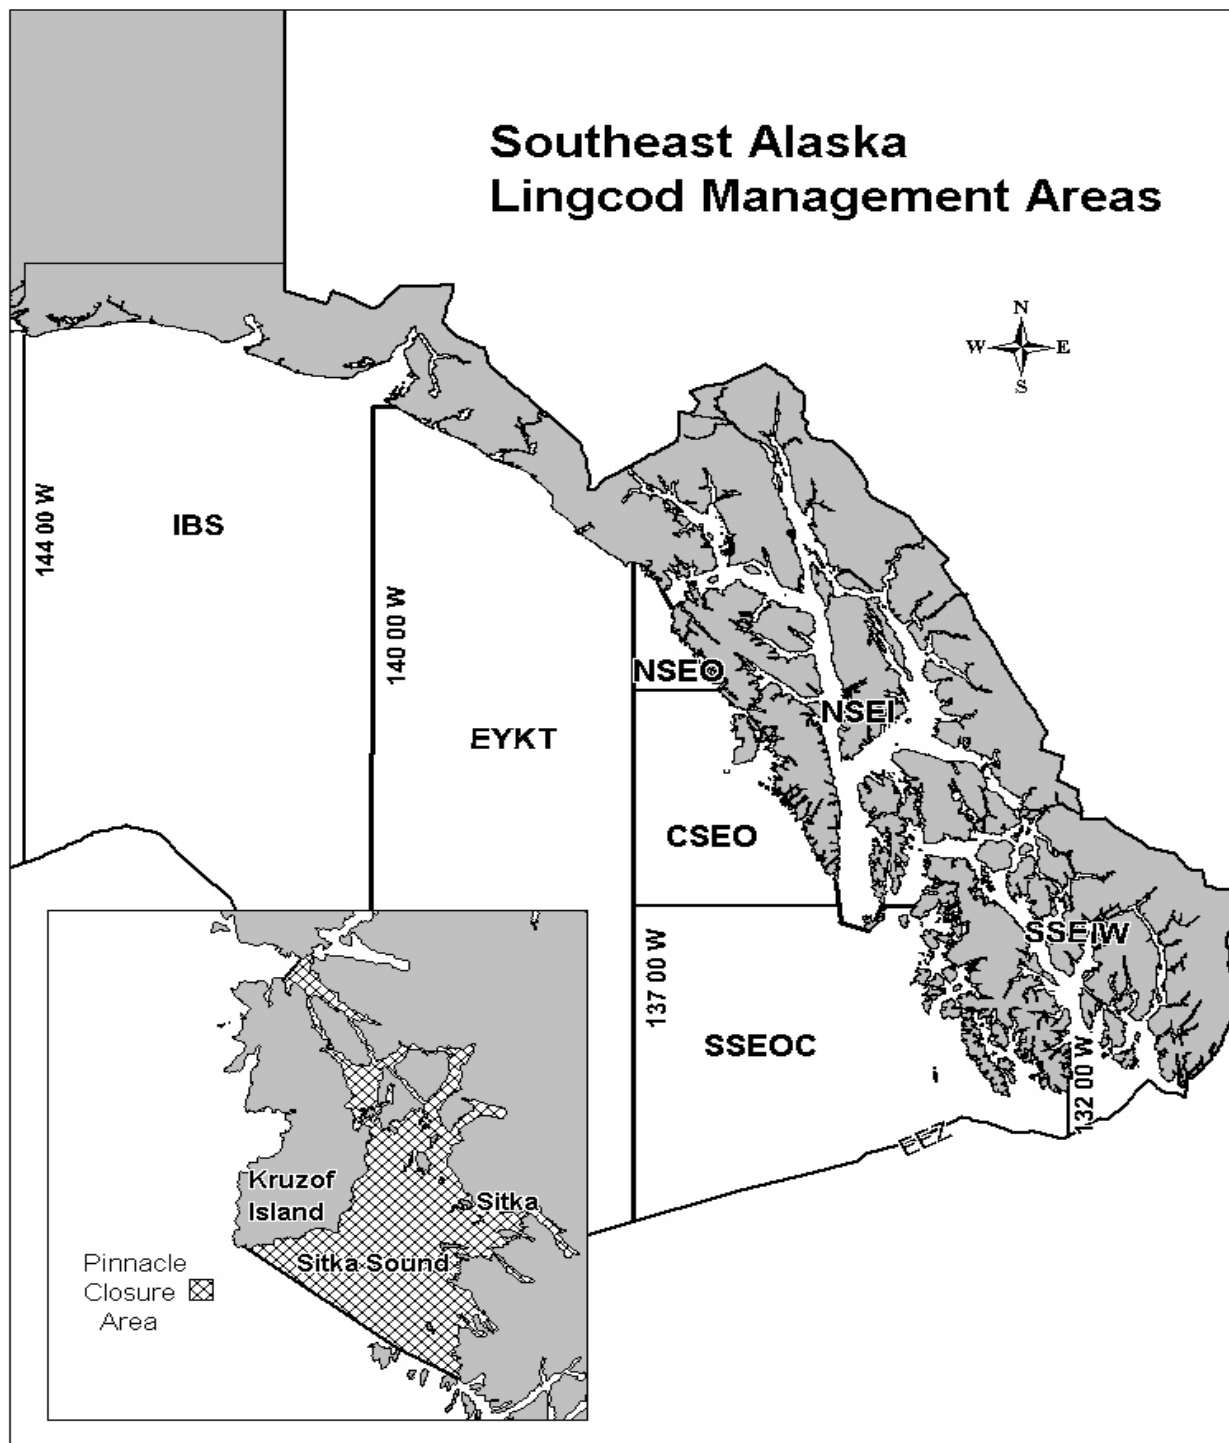 Southeast Alaska
Lingcod Management Areas
N
W E
S
144 00 W
IBS
140 00 W
EYKT
NSEO
NSEI
CSEO
137 00 W
SSEIW
SSEOC
132 00 W
EEZ
Kruzof
Island
Sitka
Sitka Sound
Pinnacle
Closure
Area